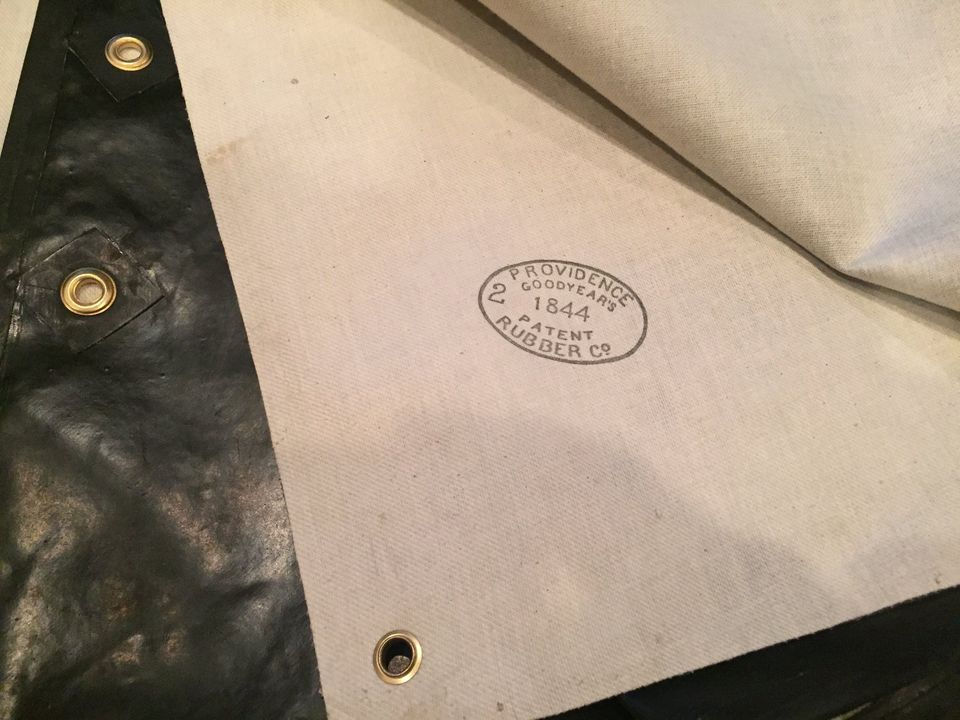 PROVIDENCE
GOODYEAR'S
2
1844
PATENT
RUBBER Cº